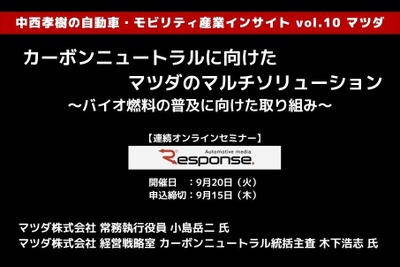 中西孝樹の自動車・モビリティ産業インサイト vol.10 マツダ
カーボンニュートラルに向けた
マツダのマルチソリューション
～バイオ燃料の普及に向けた取り組み～
【連続オンラインセミナー】
Automotive media
Response.
開催日　：9月20日（火）
申込締切：9月15日（木）
マツダ株式会社 常務執行役員 小島岳二 氏
マツダ株式会社 経営戦略室 カーボンニュートラル統括主査 木下浩志 氏